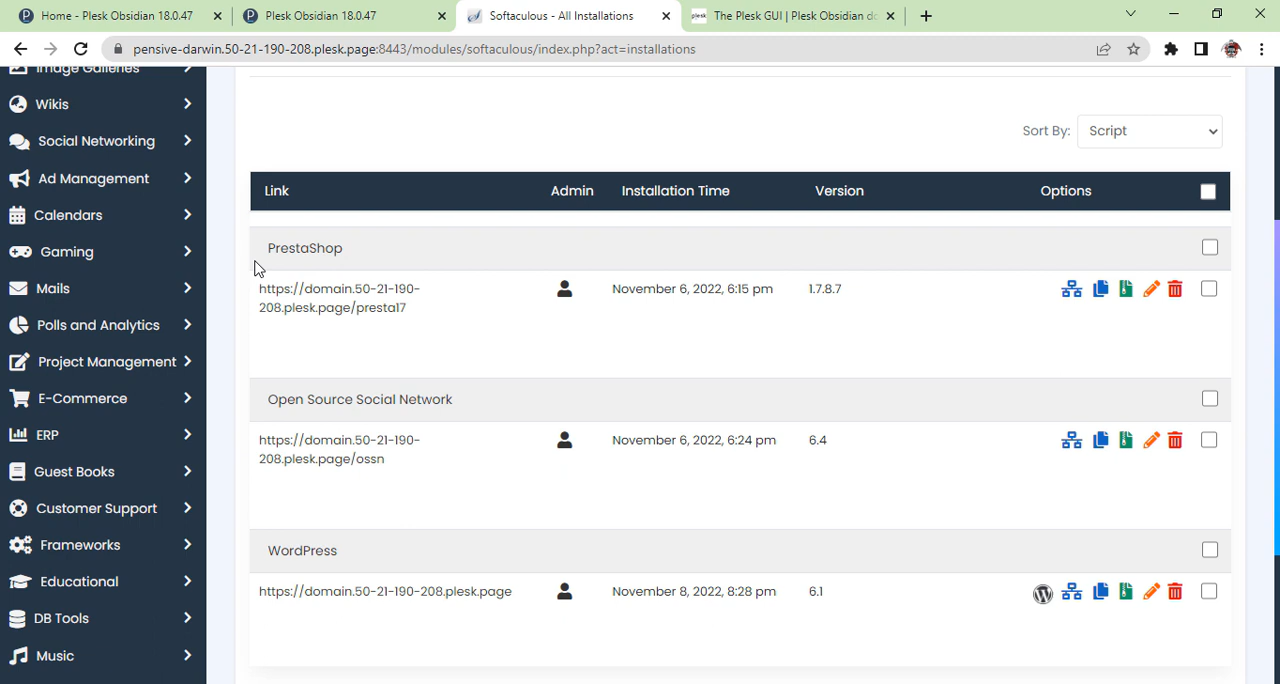 Home - Plesk Obsidian 18.0.47
Plesk Obsidian 18.0.47
Softaculous - All Installations
plesk
The Plesk GUI | Plesk Obsidian do
pensive-darwin.50-21-190-208.plesk.page:8443/modules/softaculous/index.php?act=installations
Image Galleries
Wikis
Social Networking
Ad Management
Calendars
Gaming
Mails
Polls and Analytics
Project Management
E-Commerce
ERP
Guest Books
Customer Support
Frameworks
Educational
DB Tools
Music
Sort By: Script
Link Admin Installation Time Version Options
PrestaShop
https://domain.50-21-190-
208.plesk.page/presta17
November 6, 2022, 6:15 pm
1.7.8.7
Open Source Social Network
https://domain.50-21-190-
208.plesk.page/ossn
November 6, 2022, 6:24 pm
6.4
WordPress
https://domain.50-21-190-208.plesk.page
November 8, 2022, 8:28 pm
6.1